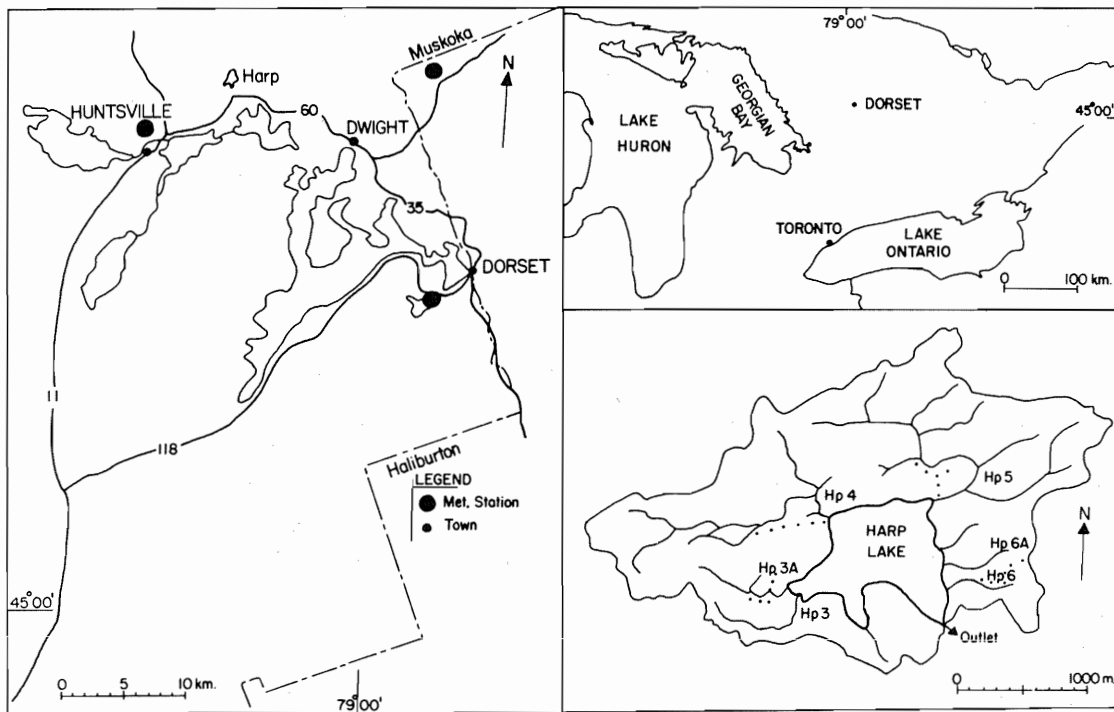 Muskoka
N
Harp
HUNTSVILLE
60
DWIGHT
35
DORSET
11
118
Haliburton
LEGEND
Met. Station
Town
45°00'
0 5 10 km.
79°00'
79°00'
GEORGIAN
BAY
DORSET
45°00'
LAKE
HURON
TORONTO
LAKE
ONTARIO
0 100 km.
Hp 5
Hp 4
N
HARP
LAKE
Hp 6A
Hp 3A
Hp 6
Hp 3
Outlet
0 1000 m.